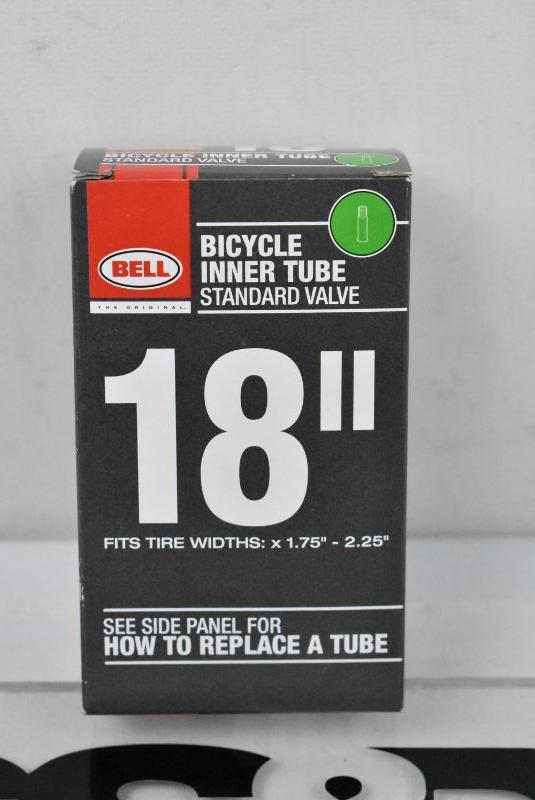 BICYCLE INNER TUBE
STANDARD VALVE
BELL
THE ORIGINAL.
BICYCLE
INNER TUBE
STANDARD VALVE
18"
FITS TIRE WIDTHS: x 1.75" - 2.25"
SEE SIDE PANEL FOR
HOW TO REPLACE A TUBE